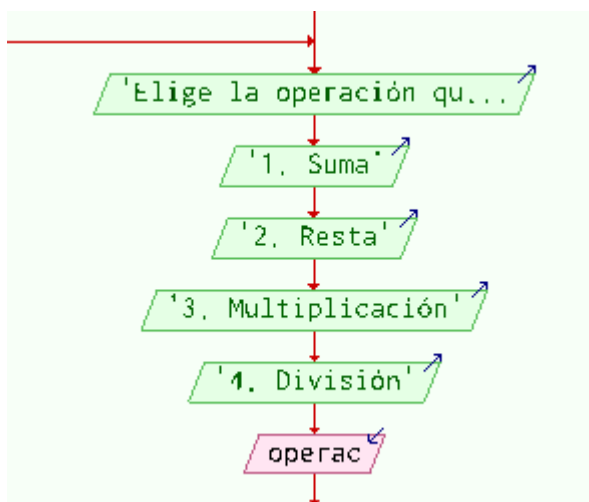 'Elige la operación qu...
'1. Suma'
'2. Resta'
'3. Multiplicación'
'4. División'
operac